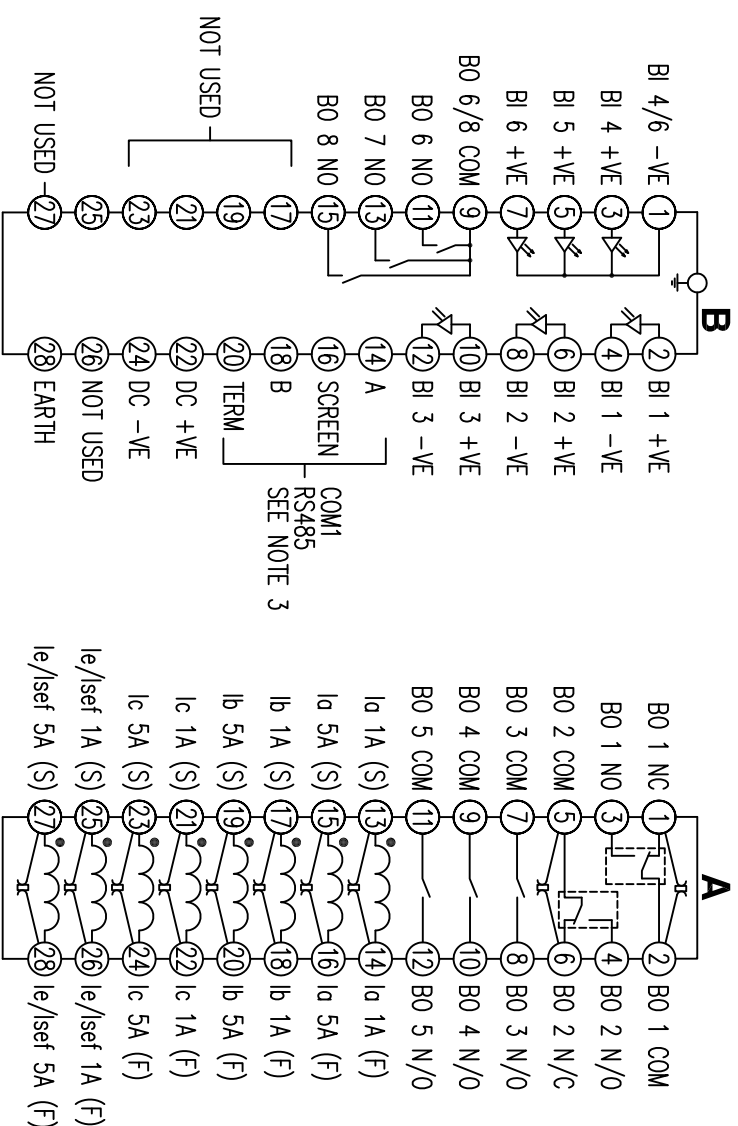 B
BI 4/6 -VE 1 2 BI 1 +VE
BI 4 +VE 3 4 BI 1 -VE
BI 5 +VE 5 6 BI 2 +VE
BI 6 +VE 7 8 BI 2 -VE
BO 6/8 COM 9 10 BI 3 +VE
BO 6 NO 11 12 BI 3 -VE
BO 7 NO 13 14 A
BO 8 NO 15 16 SCREEN
17 18 B
19 20 TERM
21 22 DC +VE
23 24 DC -VE
25 26 NOT USED
NOT USED 27 28 EARTH
NOT USED
COM1
RS485
SEE NOTE 3
A
BO 1 NC 1 2 BO 1 COM
BO 1 NO 3 4 BO 2 N/O
BO 2 COM 5 6 BO 2 N/C
BO 3 COM 7 8 BO 3 N/O
BO 4 COM 9 10 BO 4 N/O
BO 5 COM 11 12 BO 5 N/O
Ia 1A (S) 13 14 Ia 1A (F)
Ia 5A (S) 15 16 Ia 5A (F)
Ib 1A (S) 17 18 Ib 1A (F)
Ib 5A (S) 19 20 Ib 5A (F)
Ic 1A (S) 21 22 Ic 1A (F)
Ic 5A (S) 23 24 Ic 5A (F)
Ie/Isef 1A (S) 25 26 Ie/Isef 1A (F)
Ie/Isef 5A (S) 27 28 Ie/Isef 5A (F)